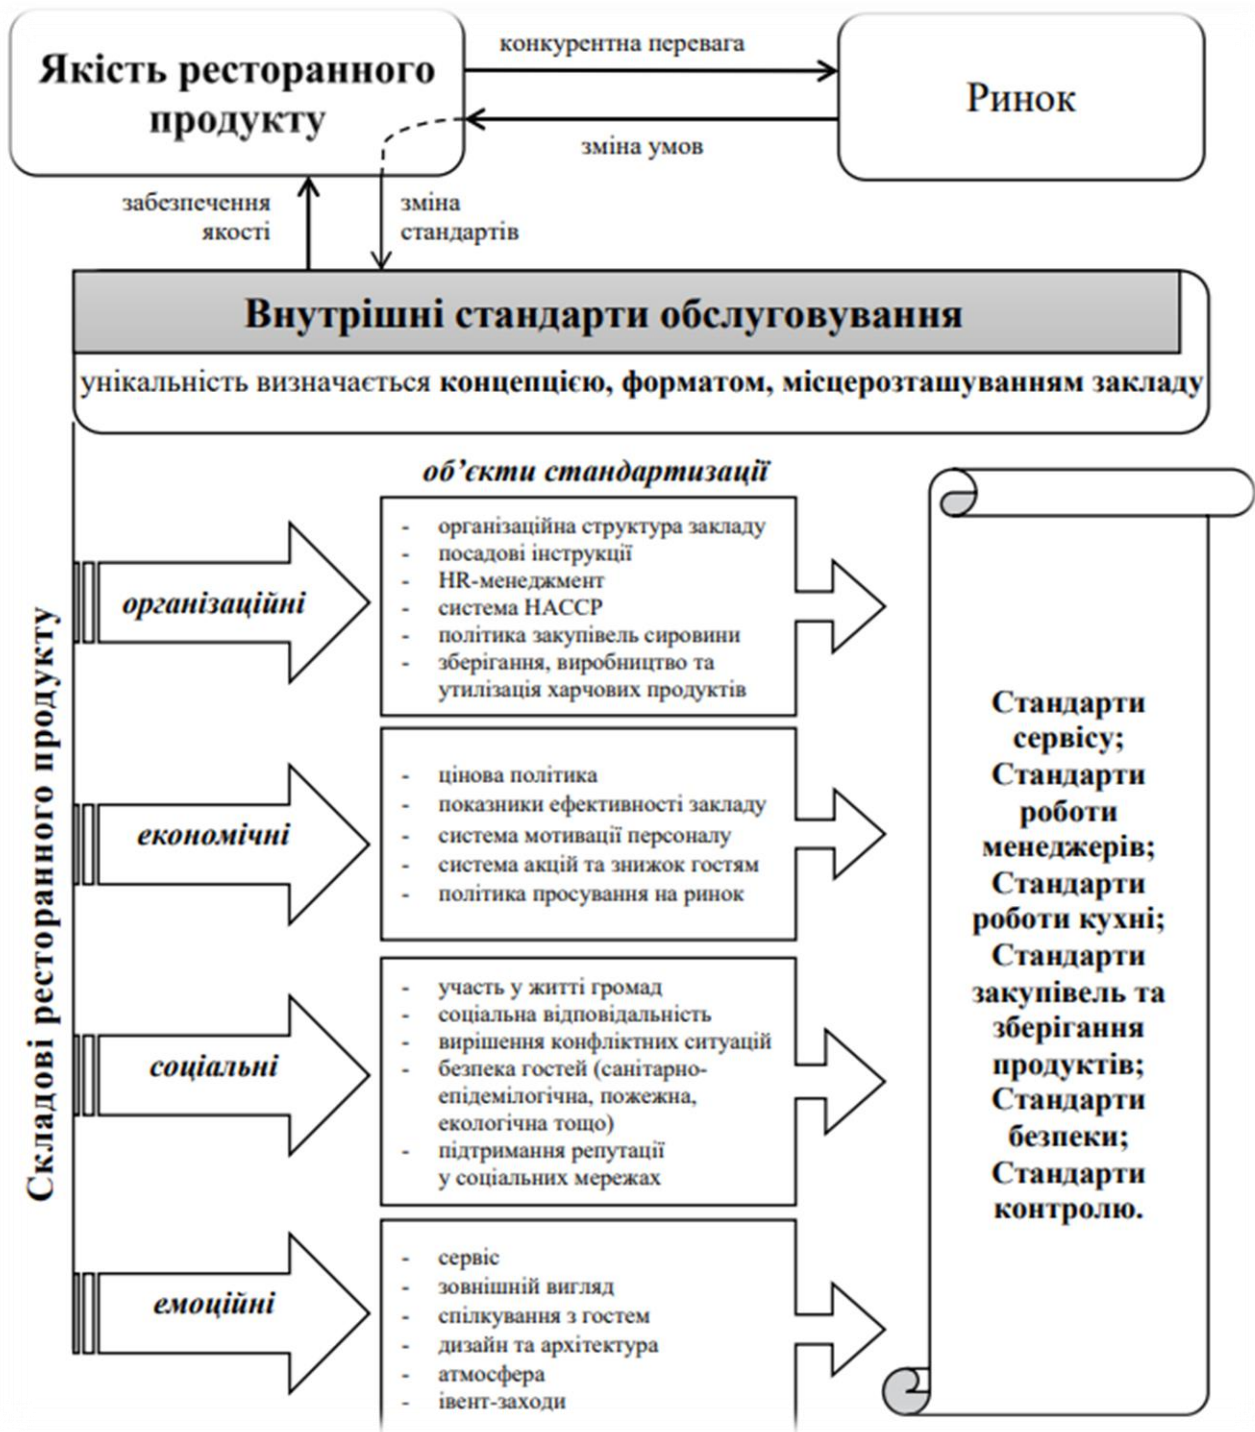 Якість ресторанного
продукту
конкурентна перевага
Ринок
зміна умов
забезпечення
якості
зміна
стандартів
Внутрішні стандарти обслуговування
унікальність визначається концепцією, форматом, місцерозташуванням закладу
Складові ресторанного продукту
об’єкти стандартизації
організаційні
- організаційна структура закладу
- посадові інструкції
- HR-менеджмент
- система НАССР
- політика закупівель сировини
- зберігання, виробництво та
утилізація харчових продуктів
економічні
- цінова політика
- показники ефективності закладу
- система мотивації персоналу
- система акцій та знижок гостям
- політика просування на ринок
соціальні
- участь у житті громад
- соціальна відповідальність
- вирішення конфліктних ситуацій
- безпека гостей (санітарно-
епідемілогічна, пожежна,
екологічна тощо)
- підтримання репутації
у соціальних мережах
емоційні
- сервіс
- зовнішній вигляд
- спілкування з гостем
- дизайн та архітектура
- атмосфера
- івент-заходи
Стандарти
сервісу;
Стандарти
роботи
менеджерів;
Стандарти
роботи кухні;
Стандарти
закупівель та
зберігання
продуктів;
Стандарти
безпеки;
Стандарти
контролю.